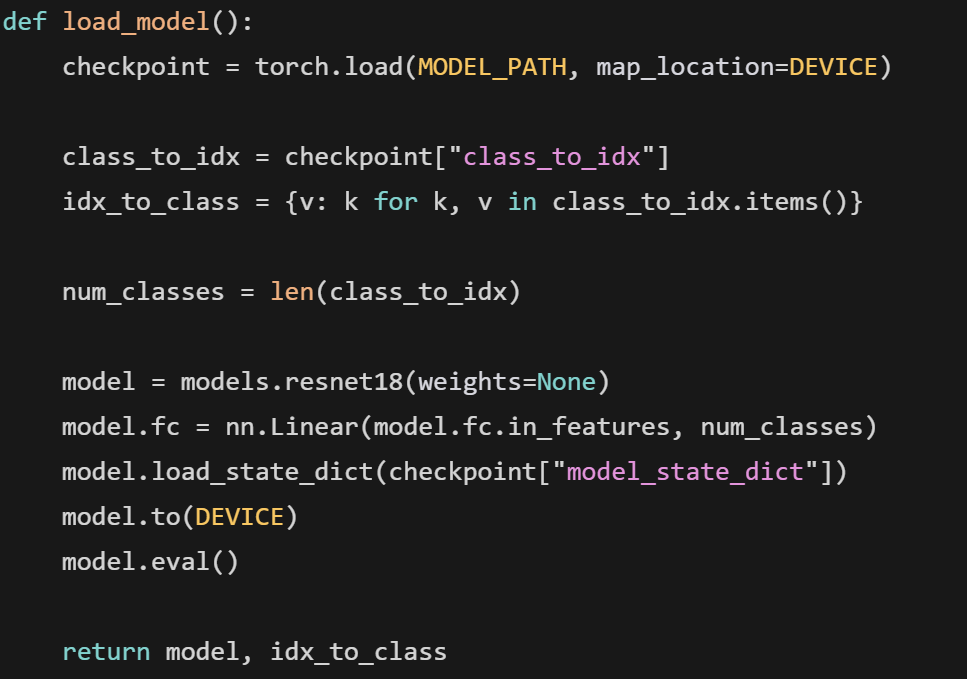 def load_model():
    checkpoint = torch.load(MODEL_PATH, map_location=DEVICE)
    class_to_idx = checkpoint["class_to_idx"]
    idx_to_class = {v: k for k, v in class_to_idx.items()}
    num_classes = len(class_to_idx)
    model = models.resnet18(weights=None)
    model.fc = nn.Linear(model.fc.in_features, num_classes)
    model.load_state_dict(checkpoint["model_state_dict"])
    model.to(DEVICE)
    model.eval()
    return model, idx_to_class